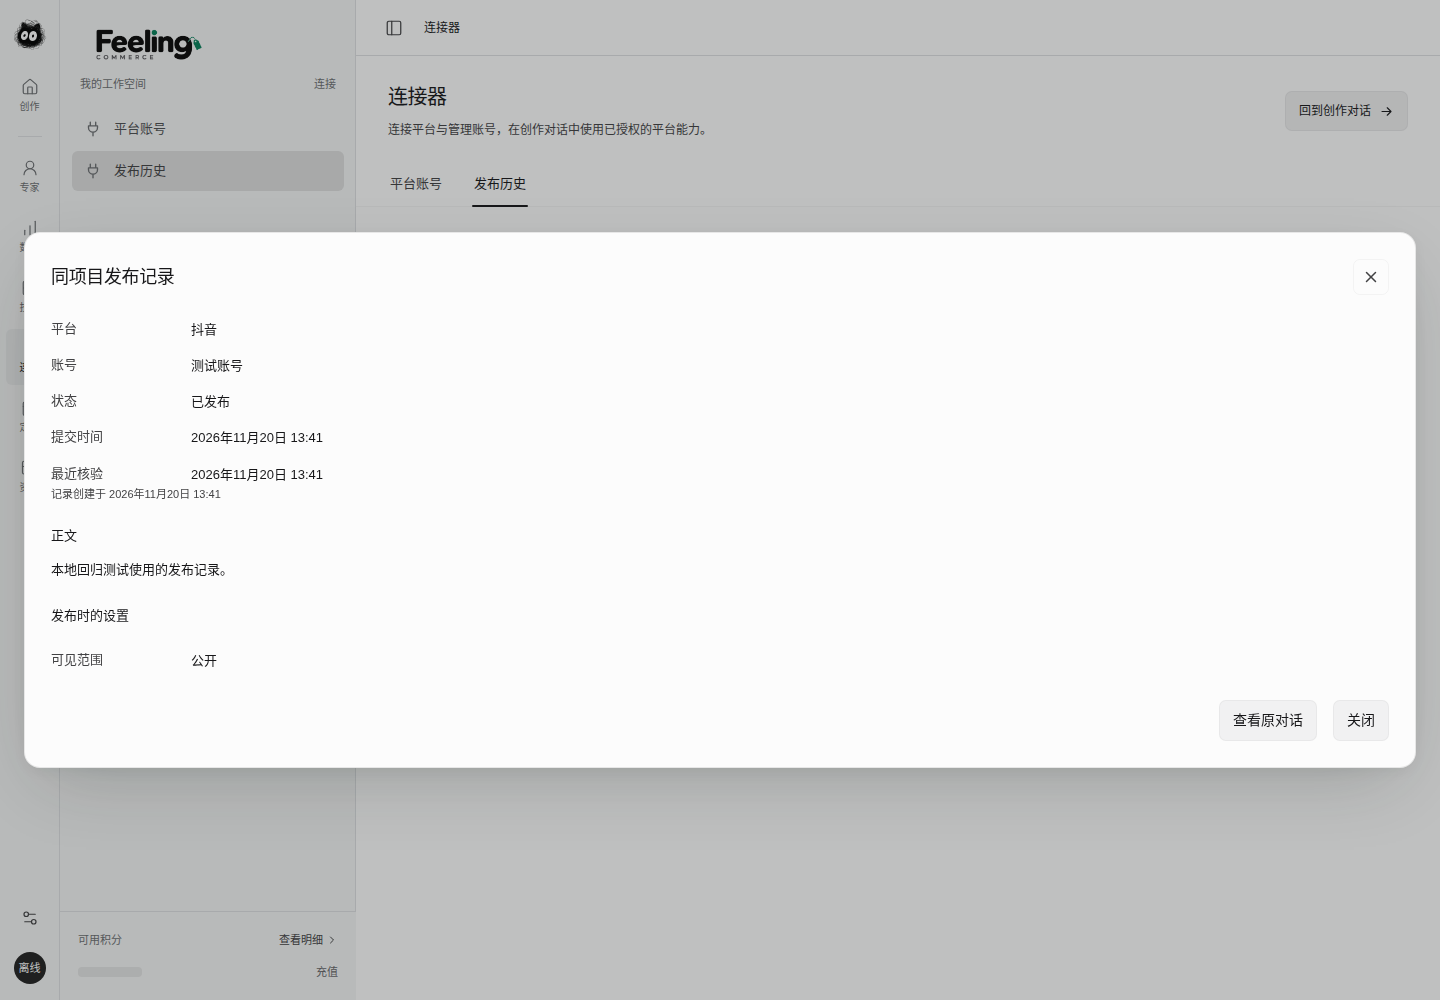 Feeling
COMMERCE
连接器
创作
我的工作空间
连接
连接器
连接平台与管理账号，在创作对话中使用已授权的平台能力。
回到创作对话
平台账号
发布历史
专家
平台账号
发布历史
同项目发布记录
平台 抖音
账号 测试账号
状态 已发布
提交时间 2026年11月20日 13:41
最近核验 2026年11月20日 13:41
记录创建于 2026年11月20日 13:41
正文
本地回归测试使用的发布记录。
发布时的设置
可见范围 公开
查看原对话
关闭
可用积分
查看明细
离线
充值